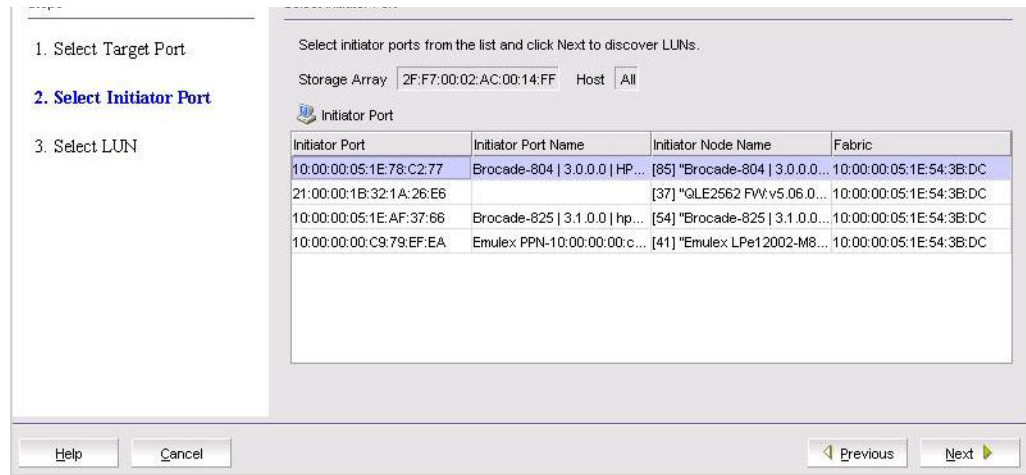 1. Select Target Port
2. Select Initiator Port
3. Select LUN
Select initiator ports from the list and click Next to discover LUNs.
Storage Array 2F:F7:00:02:AC:00:14:FF Host All
Initiator Port
Initiator Port Initiator Port Name Initiator Node Name Fabric
10:00:00:05:1E:78:C2:77 Brocade-804 | 3.0.0.0 | HP... [85] "Brocade-804 | 3.0.0.0... 10:00:00:05:1E:54:3B:DC
21:00:00:1B:32:1A:26:E6 [37] "QLE2562 FW:v5.06.0... 10:00:00:05:1E:54:3B:DC
10:00:00:05:1E:AF:37:66 Brocade-825 | 3.1.0.0 | hp... [54] "Brocade-825 | 3.1.0.0... 10:00:00:05:1E:54:3B:DC
10:00:00:00:C9:79:EF:EA Emulex PPN-10:00:00:00:c... [41] "Emulex LPe12002-M8... 10:00:00:05:1E:54:3B:DC
Help Cancel Previous Next